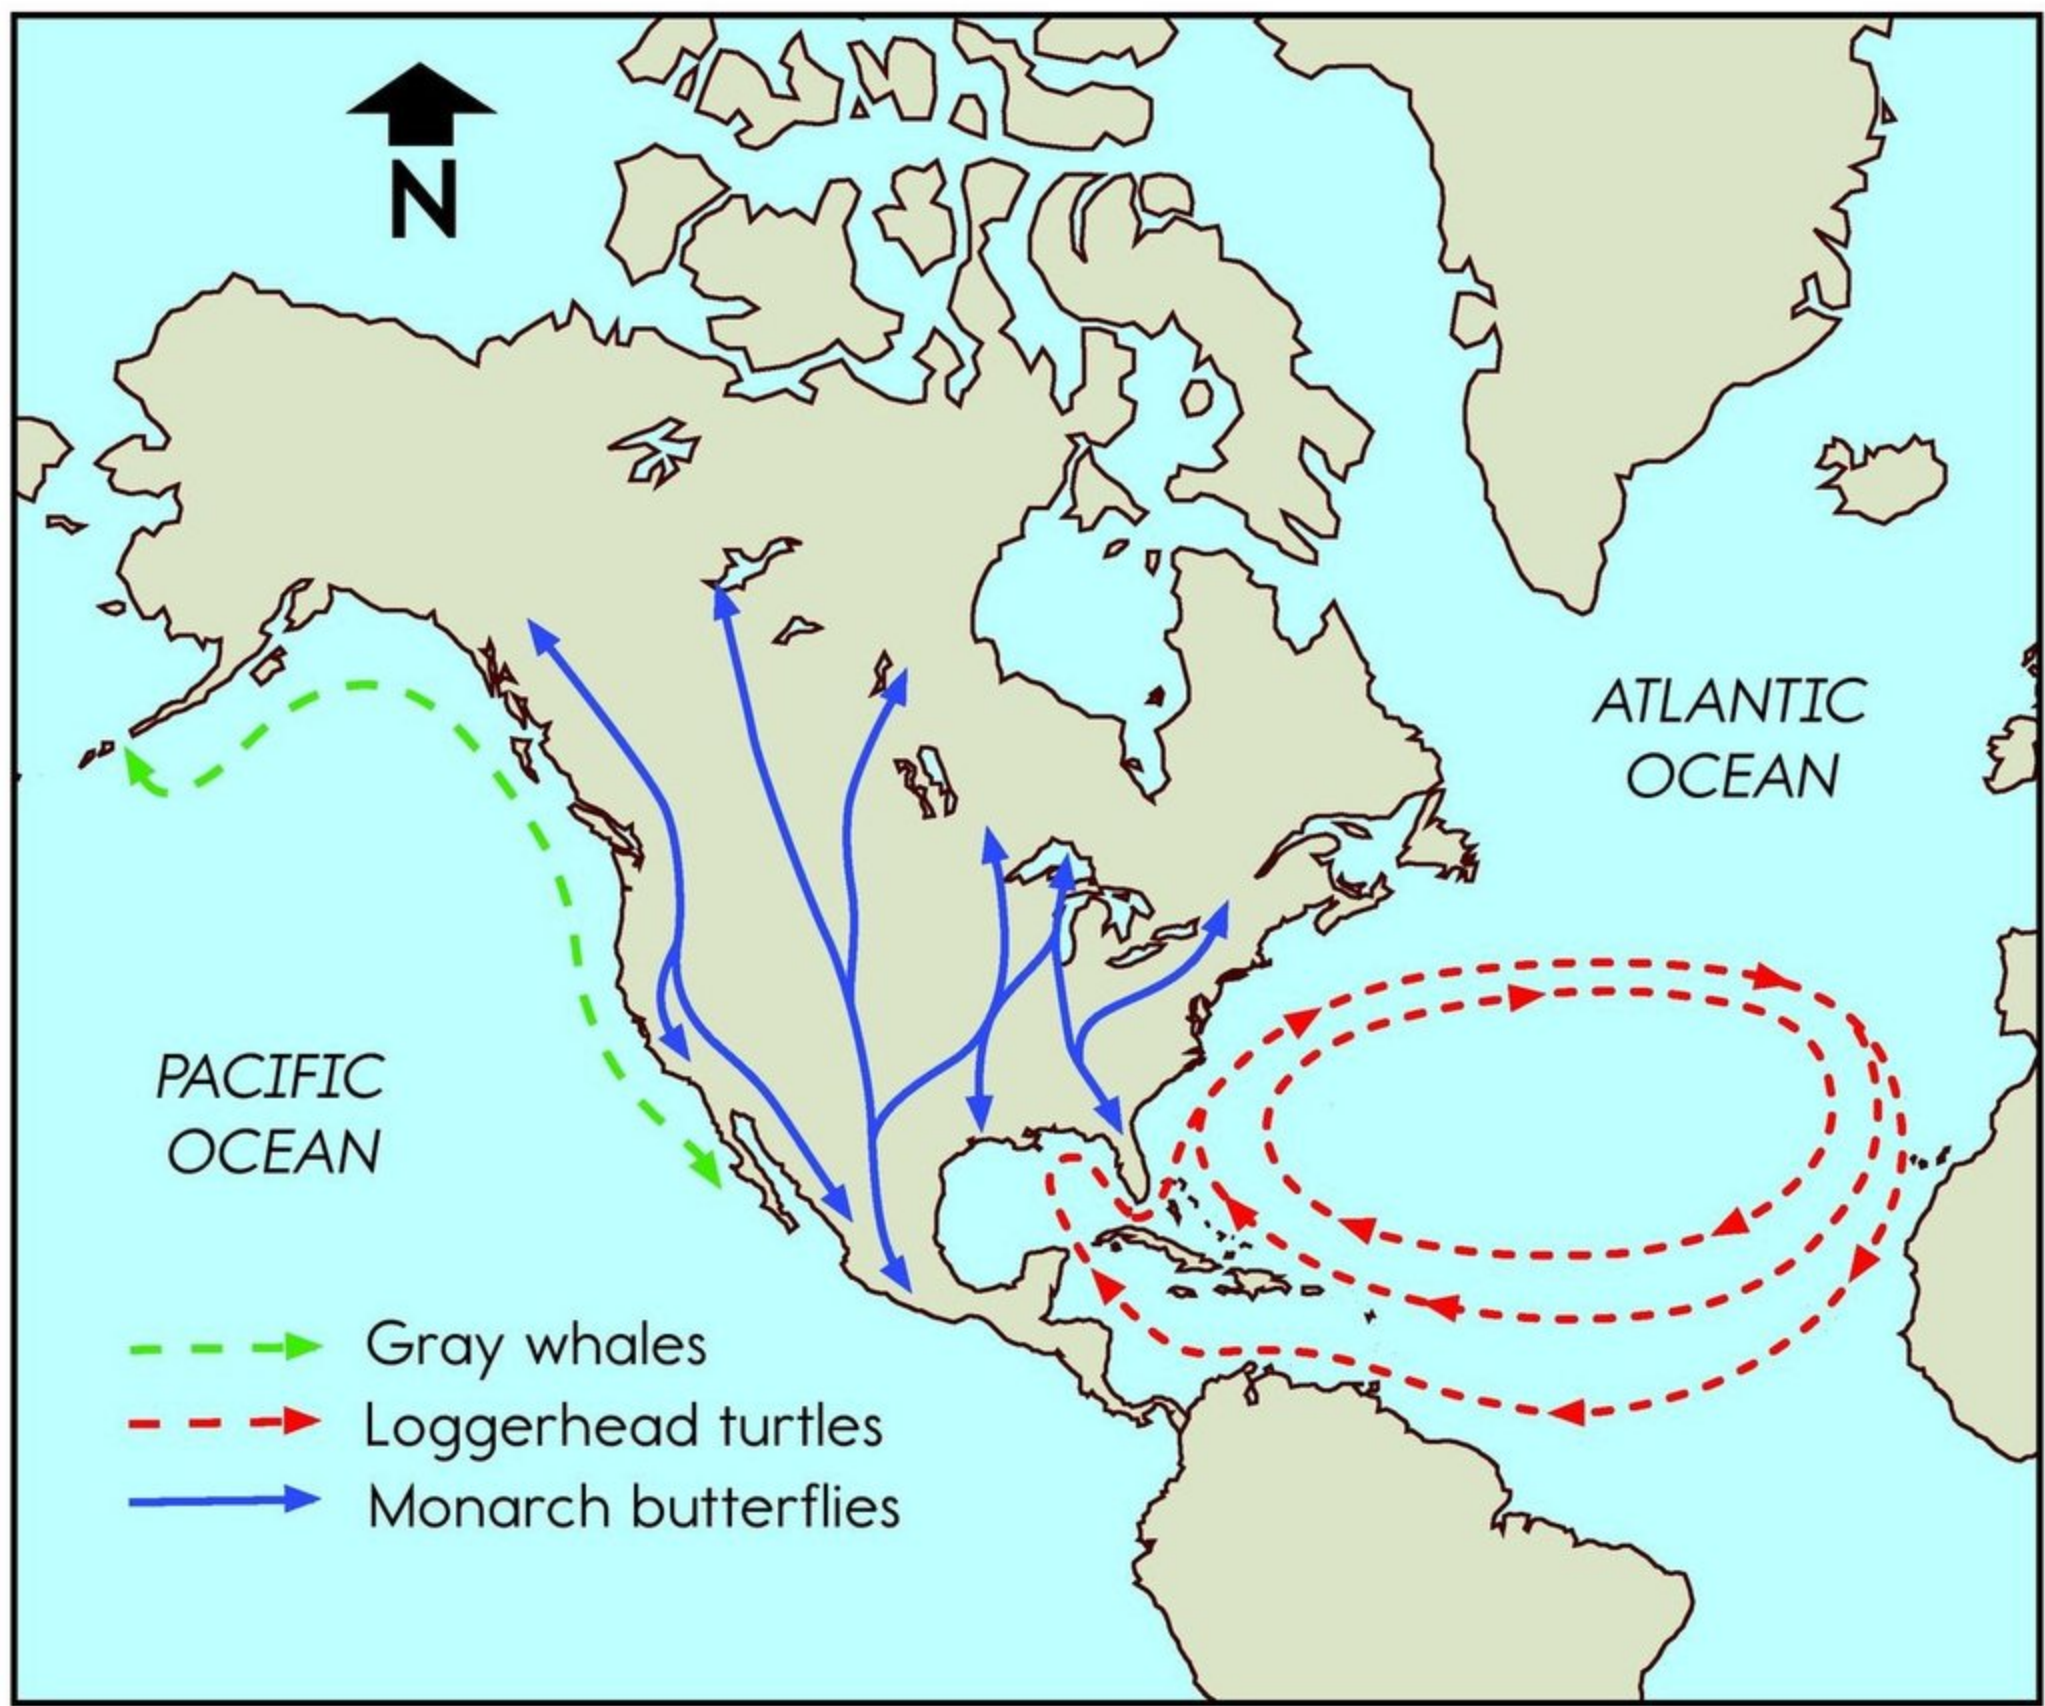 N
ATLANTIC
OCEAN
PACIFIC
OCEAN
Gray whales
Loggerhead turtles
Monarch butterflies